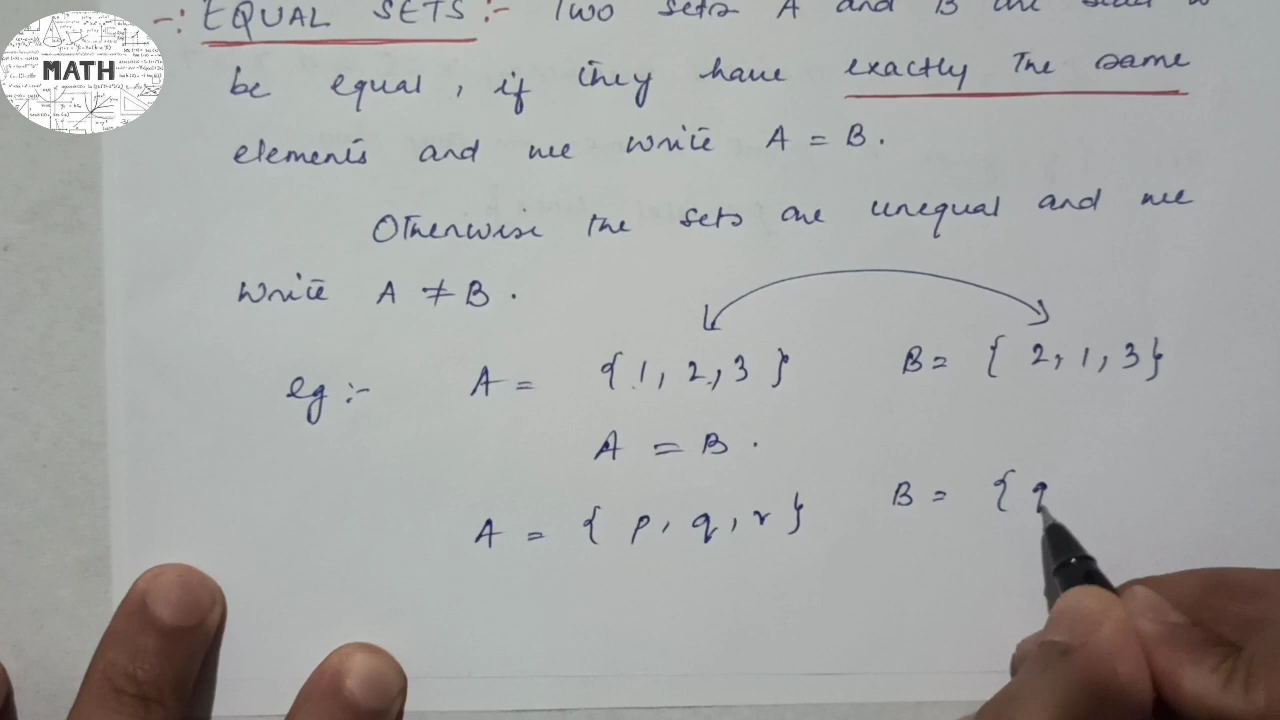 MATH
-: EQUAL SETS :- Two sets A and B are said to
be equal, if they have exactly the same
elements and we write A = B.
Otherwise the sets are unequal and we
write A ≠ B.
eg :- A = {1, 2, 3} B = {2, 1, 3}
A = B.
A = {p, q, r} B = {q